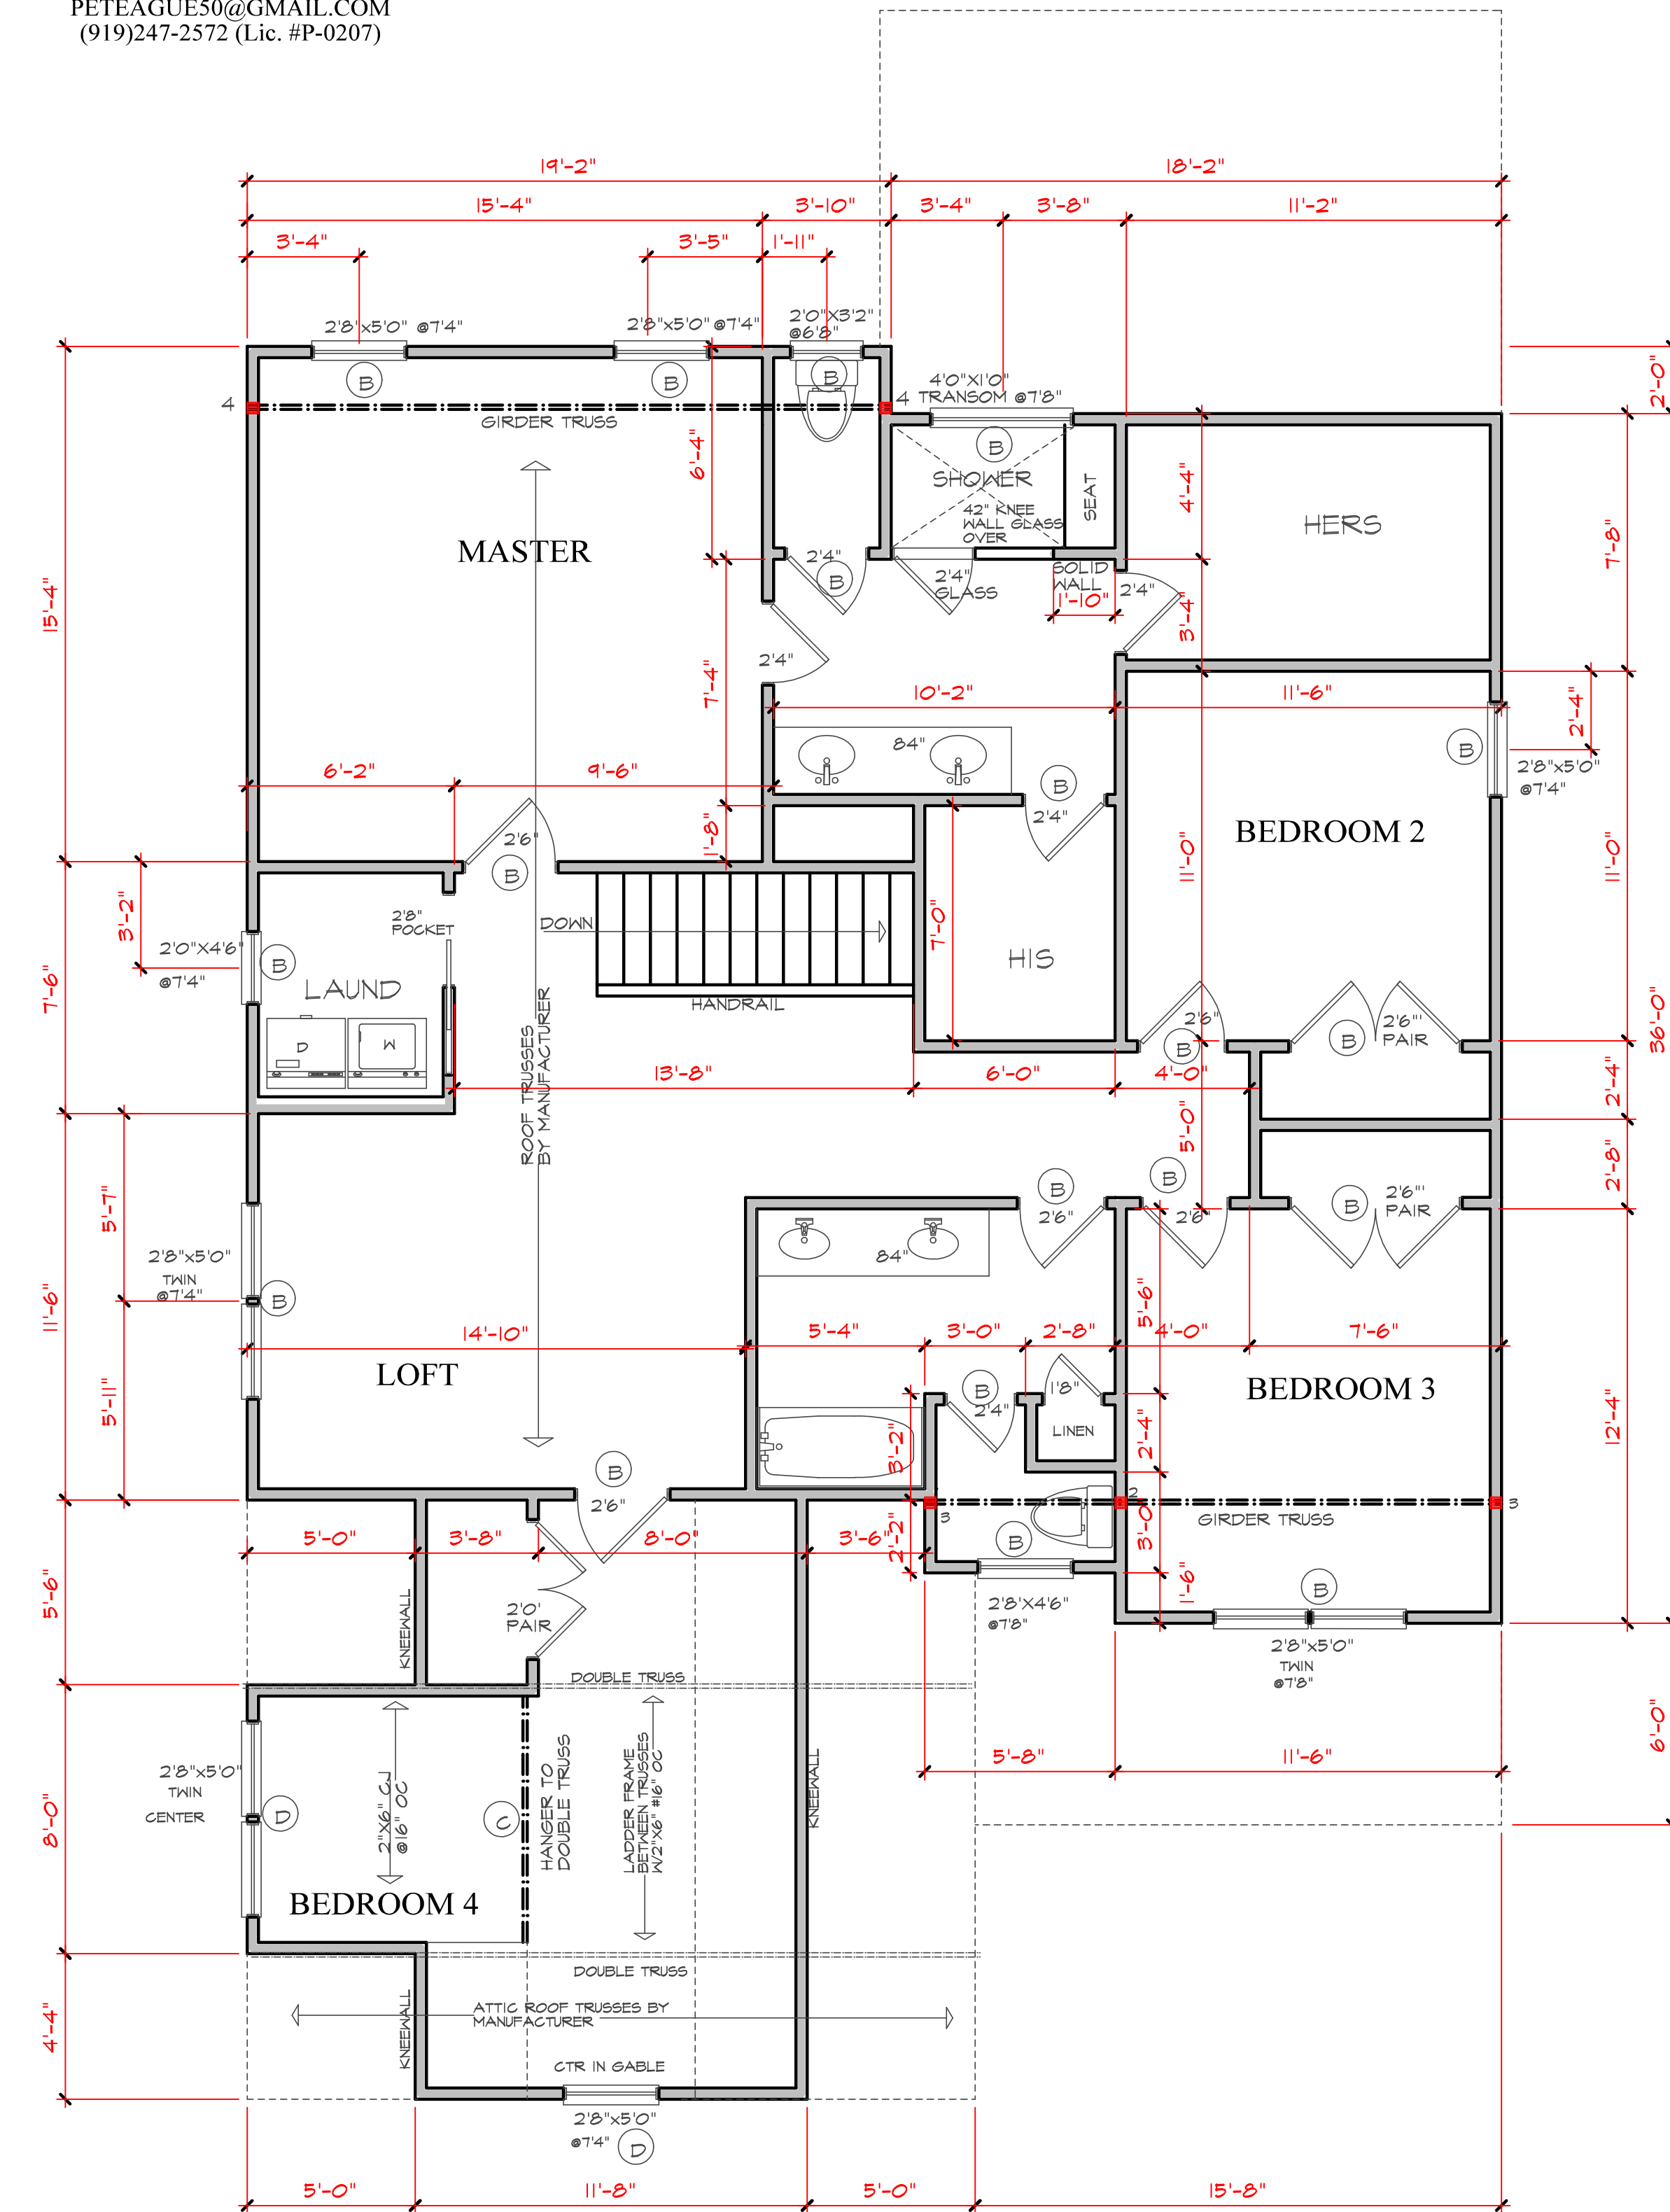 PETEAGUE50@GMAIL.COM
(919)247-2572 (Lic. #P-0207)
19'-2"
18'-2"
15'-4"
3'-10"
3'-4"
3'-8"
11'-2"
3'-4"
3'-5"
1'-11"
2'8'x5'0" @7'4"
2'8"x5'0" @7'4"
2'0"X3'2"
@6'8"
2'-0"
B
B
B
4'0"X1'0"
TRANSOM @7'8"
4
4
GIRDER TRUSS
6'-4"
B
SHOWER
SEAT
4'-4"
42" KNEE
WALL GLASS
OVER
HERS
7'-8"
MASTER
15'-4"
2'4"
B
2'4"
GLASS
SOLID
WALL
1'-10"
2'4"
3'-4"
2'4"
7'-4"
10'-2"
11'-6"
2'-4"
84"
B
2'8"x5'0"
@7'4"
6'-2"
9'-6"
B
2'4"
BEDROOM 2
2'6"
B
1'-8"
11'-0"
11'-0"
36'-0"
3'-2"
2'8"
POCKET
DOWN
7'-0"
2'0"X4'6"
@7'4"
B
HIS
7'-6"
LAUND
HANDRAIL
D
W
2'6"
B
B
2'6"'
PAIR
ROOF TRUSSES
BY MANUFACTURER
13'-8"
6'-0"
4'-0"
2'-4"
5'-0"
2'-8"
5'-7"
B
B
2'6"
2'6"
B
2'6"'
PAIR
84"
2'8"x5'0"
TWIN
@7'4"
B
11'-6"
5'-6"
14'-10"
5'-4"
3'-0"
2'-8"
4'-0"
7'-6"
LOFT
5'-11"
B
2'4"
1'8"
BEDROOM 3
12'-4"
LINEN
2'-4"
3'-2"
B
2'6"
3
2
3
GIRDER TRUSS
3'-0"
5'-0"
3'-8"
8'-0"
3'-6"
2'-2"
B
1'-6"
B
5'-6"
KNEEWALL
2'0'
PAIR
2'8'X4'6"
@7'8"
2'8"x5'0"
TWIN
@7'8"
DOUBLE TRUSS
6'-0"
5'-8"
11'-6"
2'8"x5'0"
TWIN
CENTER
D
2"X6" CJ
@16" OC
C
HANGER TO
DOUBLE TRUSS
LADDER FRAME
BETWEEN TRUSSES
W/2"X6" #16" OC
KNEEWALL
8'-0"
BEDROOM 4
DOUBLE TRUSS
4'-4"
KNEEWALL
ATTIC ROOF TRUSSES BY
MANUFACTURER
CTR IN GABLE
2'8"x5'0"
@7'4"
D
5'-0"
11'-8"
5'-0"
15'-8"